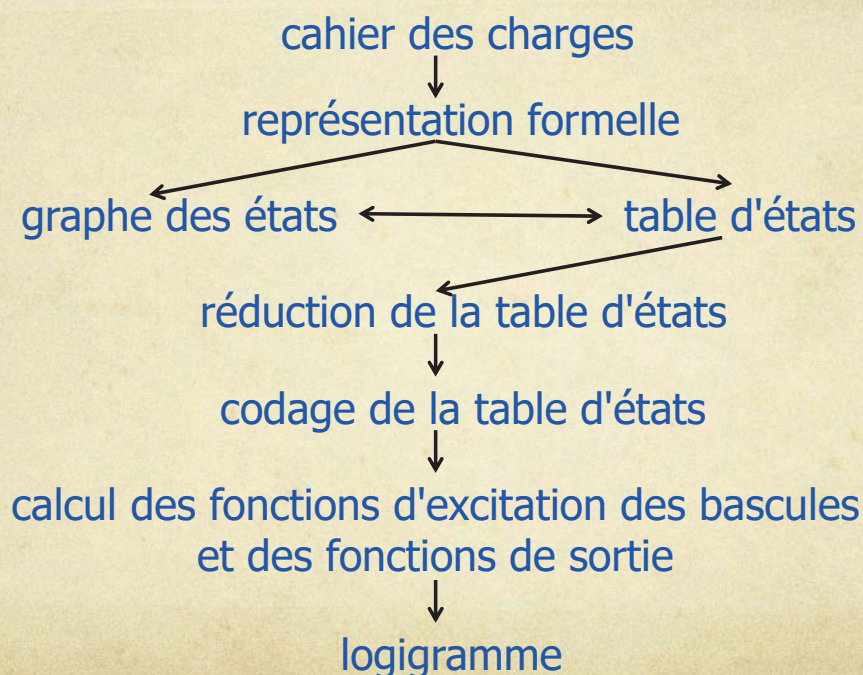 cahier des charges
représentation formelle
graphe des états
table d'états
réduction de la table d'états
codage de la table d'états
calcul des fonctions d'excitation des bascules
et des fonctions de sortie
logigramme